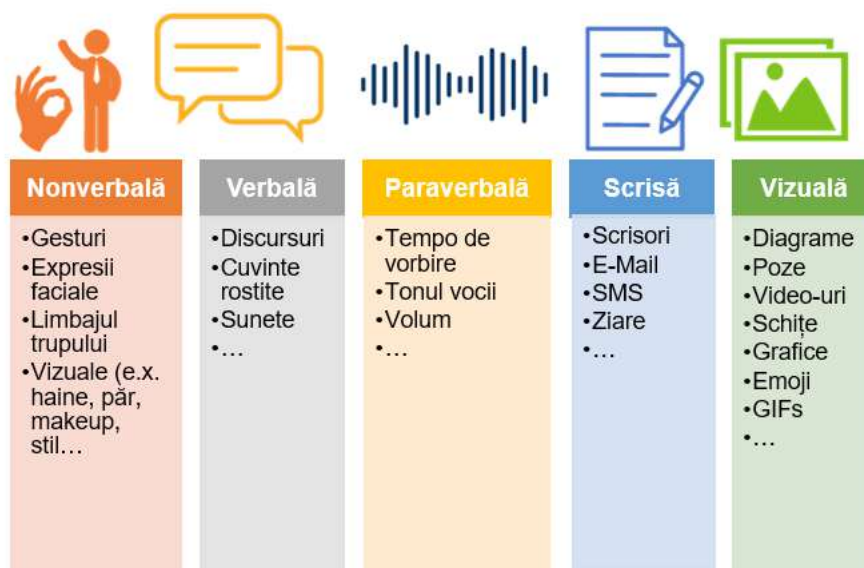 Nonverbală
•Gesturi
•Expresii
faciale
•Limbajul
trupului
•Vizuale (e.x.
haine, păr,
makeup,
stil…
Verbală
•Discursuri
•Cuvinte
rostite
•Sunete
•…
Paraverbală
•Tempo de
vorbire
•Tonul vocii
•Volum
•…
Scrisă
•Scrisori
•E-Mail
•SMS
•Ziare
•…
Vizuală
•Diagrame
•Poze
•Video-uri
•Schițe
•Grafice
•Emoji
•GIFs
•…